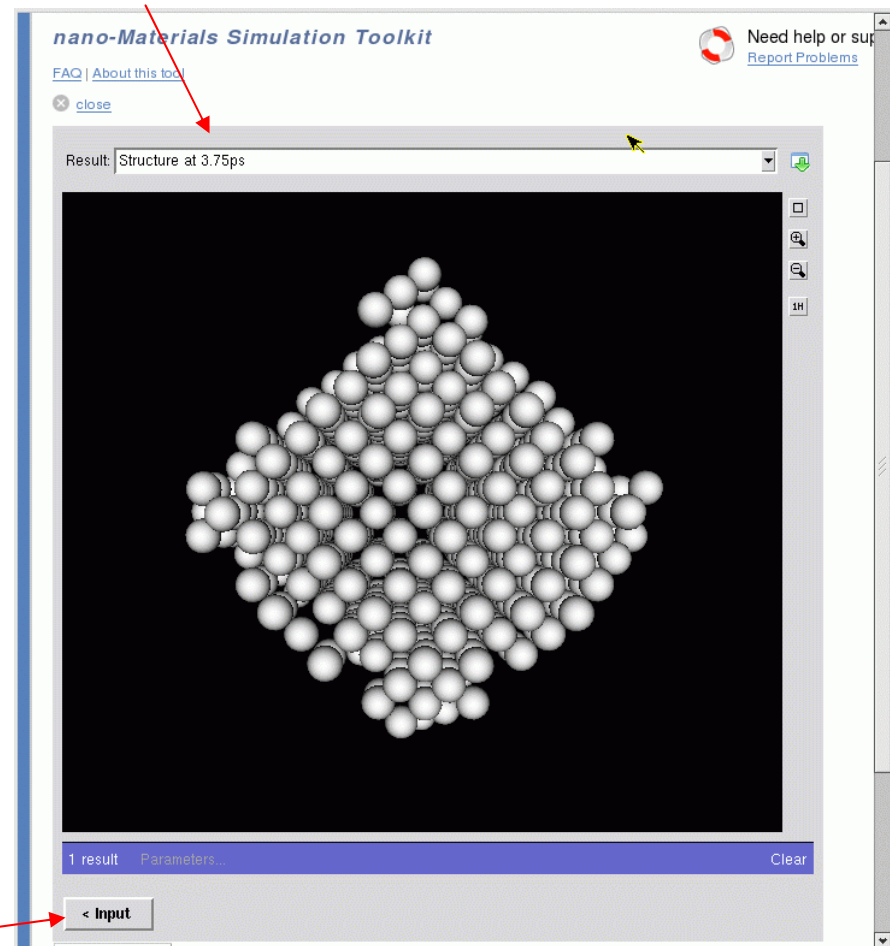 nano-Materials Simulation Toolkit
Need help or sup
FAQ | About this tool
Report Problems
close
Result: Structure at 3.75ps
1H
1 result Parameters... Clear
< Input